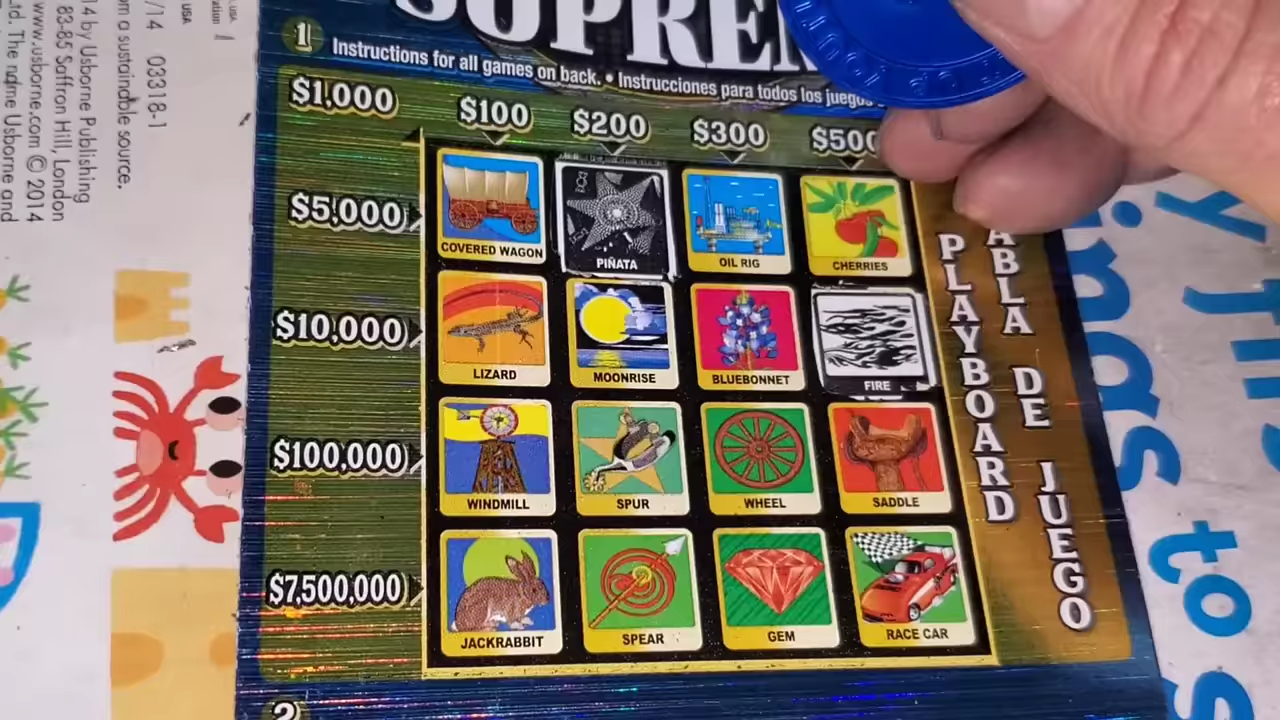 SUPRE
1
Instructions for all games on back. • Instrucciones para todos los juegos
$1,000
$100
$200
$300
$500
$5,000
$10,000
$100,000
$7,500,000
COVERED WAGON
PIÑATA
OIL RIG
CHERRIES
LIZARD
MOONRISE
BLUEBONNET
FIRE
WINDMILL
SPUR
WHEEL
SADDLE
JACKRABBIT
SPEAR
GEM
RACE CAR
PLAYBOARD
TABLA DE JUEGO
2
/14 03318-1
m a sustainable source.
14 by Usborne Publishing
83-85 Saffron Hill, London
www.usborne.com © 2014
td. The name Usborne and
USA
to